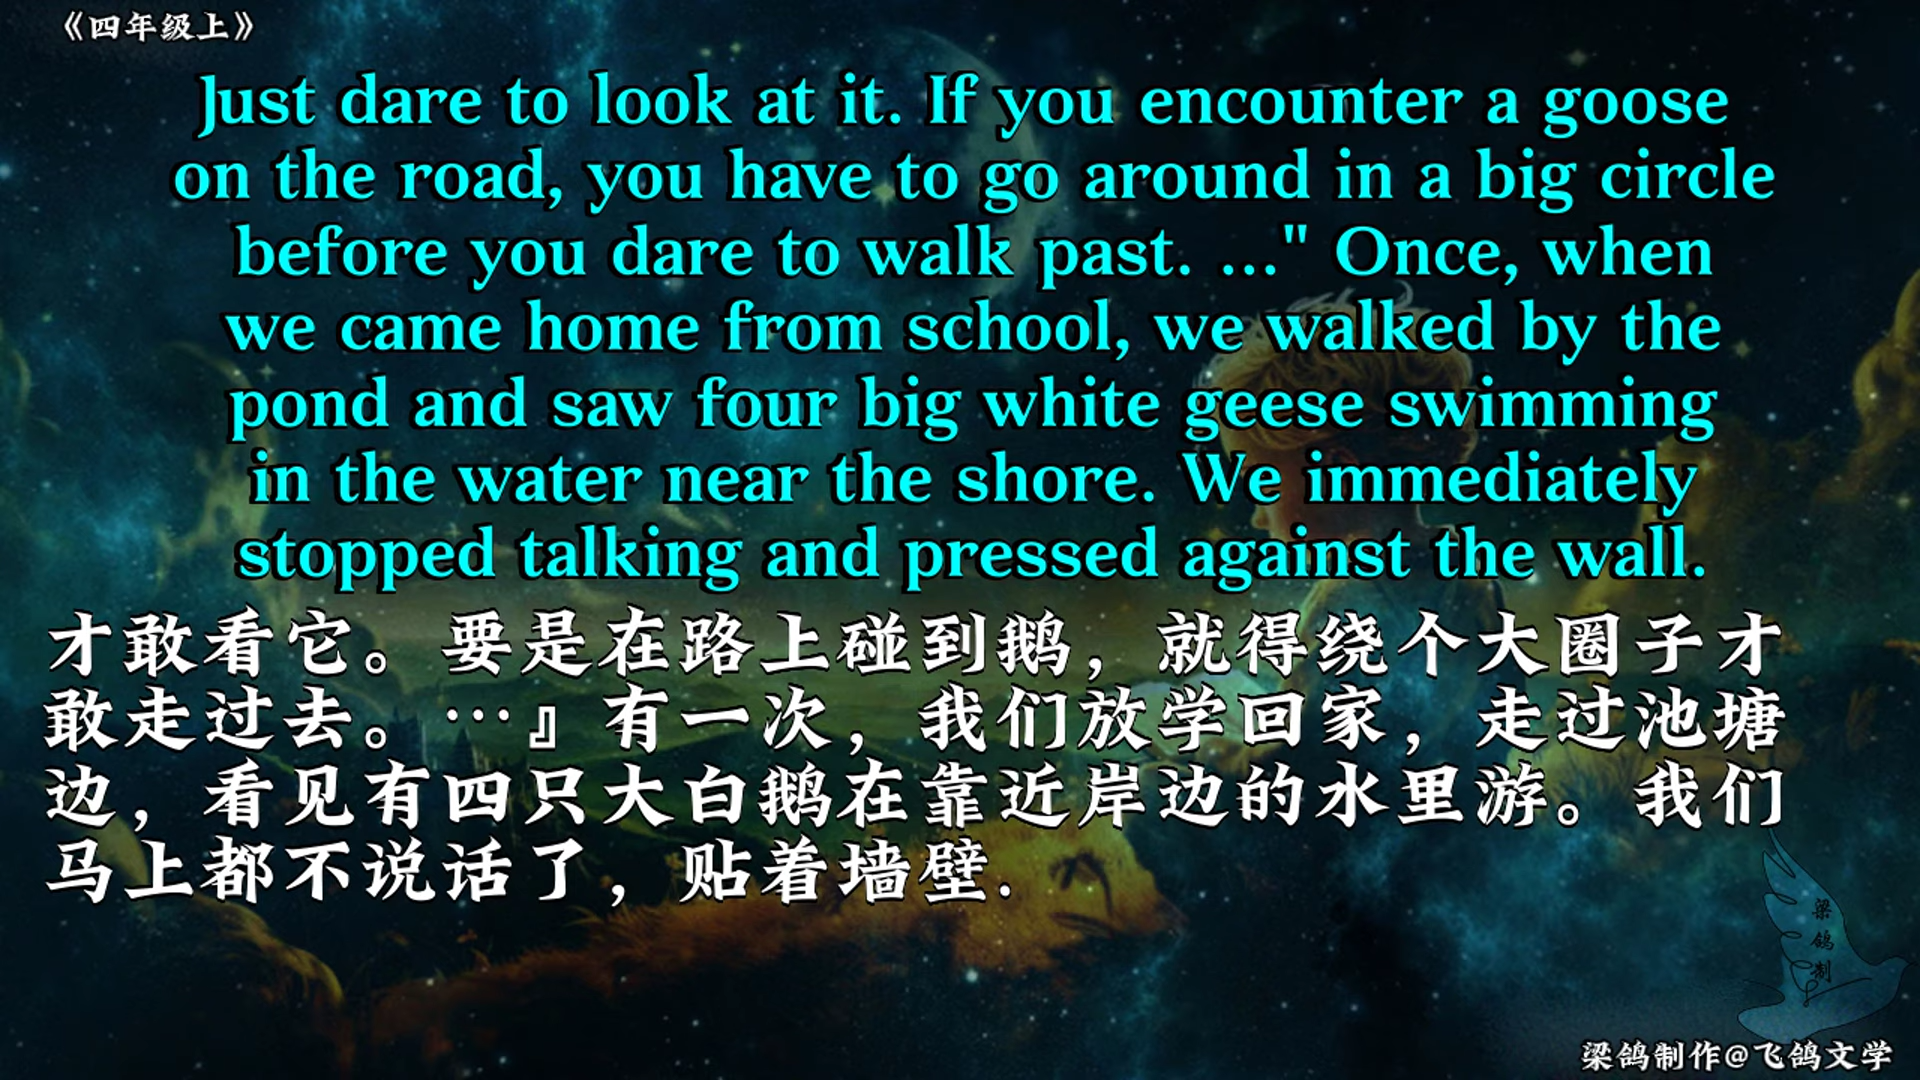 《四年级上》
Just dare to look at it. If you encounter a goose
on the road, you have to go around in a big circle
before you dare to walk past. ..." Once, when
we came home from school, we walked by the
pond and saw four big white geese swimming
in the water near the shore. We immediately
stopped talking and pressed against the wall.
才敢看它。要是在路上碰到鹅，就得绕个大圈子才
敢走过去。…』有一次，我们放学回家，走过池塘
边，看见有四只大白鹅在靠近岸边的水里游。我们
马上都不说话了，贴着墙壁.
梁
鸽
制
梁鸽制作@飞鸽文学